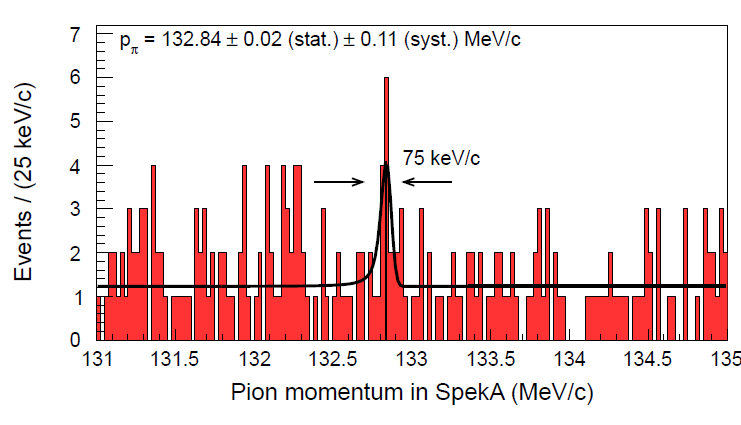 p_π = 132.84 ± 0.02 (stat.) ± 0.11 (syst.) MeV/c
75 keV/c
Events / (25 keV/c)
7
6
5
4
3
2
1
0
131 131.5 132 132.5 133 133.5 134 134.5 135
Pion momentum in SpekA (MeV/c)